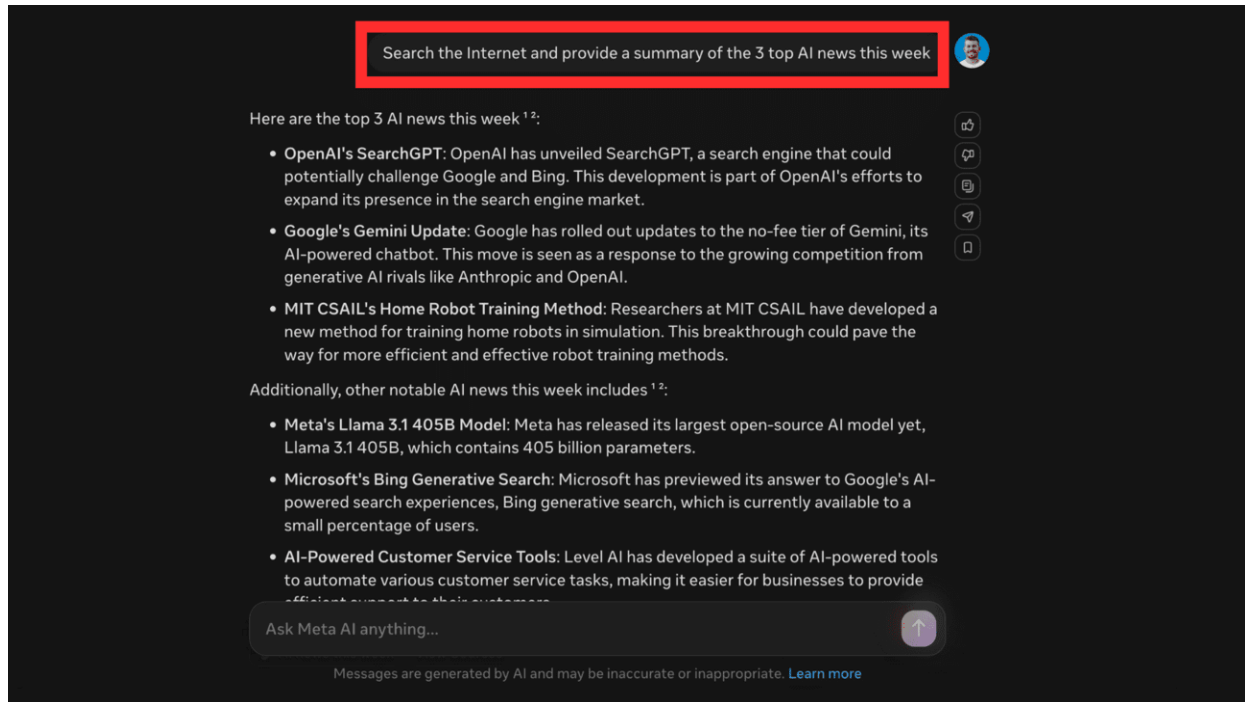 Search the Internet and provide a summary of the 3 top AI news this week
Here are the top 3 AI news this week ¹ ²:
• OpenAI's SearchGPT: OpenAI has unveiled SearchGPT, a search engine that could
potentially challenge Google and Bing. This development is part of OpenAI's efforts to
expand its presence in the search engine market.
• Google's Gemini Update: Google has rolled out updates to the no-fee tier of Gemini, its
AI-powered chatbot. This move is seen as a response to the growing competition from
generative AI rivals like Anthropic and OpenAI.
• MIT CSAIL's Home Robot Training Method: Researchers at MIT CSAIL have developed a
new method for training home robots in simulation. This breakthrough could pave the
way for more efficient and effective robot training methods.
Additionally, other notable AI news this week includes ¹ ²:
• Meta's Llama 3.1 405B Model: Meta has released its largest open-source AI model yet,
Llama 3.1 405B, which contains 405 billion parameters.
• Microsoft's Bing Generative Search: Microsoft has previewed its answer to Google's AI-
powered search experiences, Bing generative search, which is currently available to a
small percentage of users.
• AI-Powered Customer Service Tools: Level AI has developed a suite of AI-powered tools
to automate various customer service tasks, making it easier for businesses to provide
efficient support to their customers.
Ask Meta AI anything...
Messages are generated by AI and may be inaccurate or inappropriate. Learn more